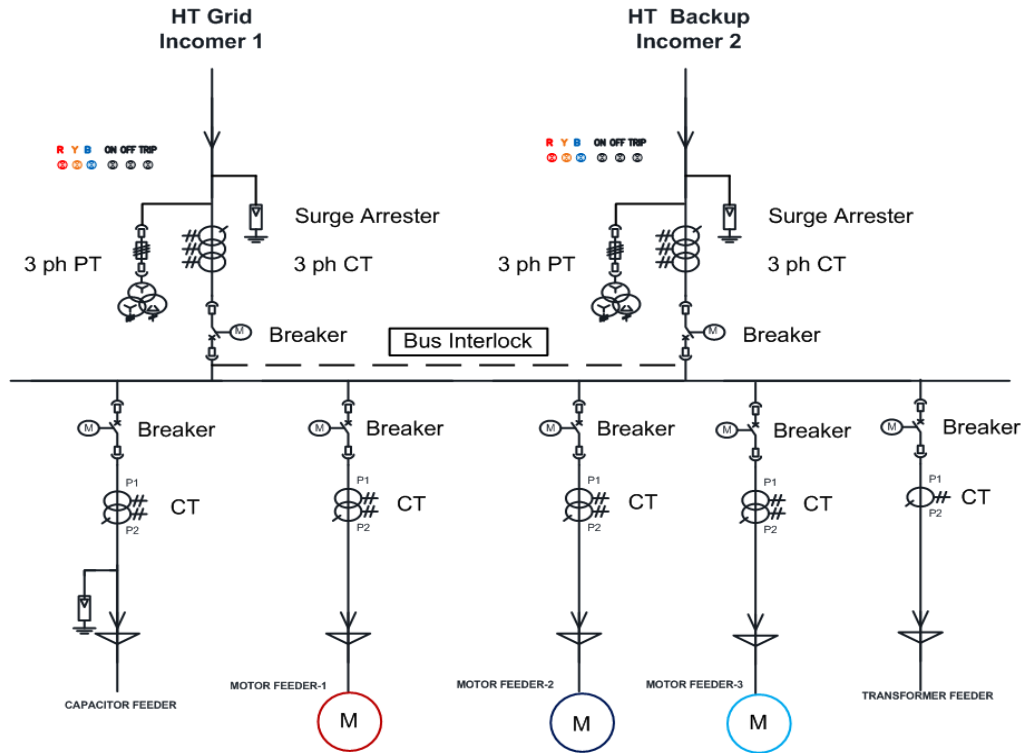 HT Grid
Incomer 1
HT Backup
Incomer 2
R Y B ON OFF TRIP
R Y B ON OFF TRIP
Surge Arrester
Surge Arrester
3 ph PT
3 ph CT
3 ph PT
3 ph CT
M
Breaker
Bus Interlock
M
Breaker
M
Breaker
M
Breaker
M
Breaker
M
Breaker
M
Breaker
P1
CT
P2
P1
CT
P2
P1
CT
P2
P1
CT
P2
P1
CT
P2
CAPACITOR FEEDER
MOTOR FEEDER-1
MOTOR FEEDER-2
MOTOR FEEDER-3
TRANSFORMER FEEDER
M
M
M